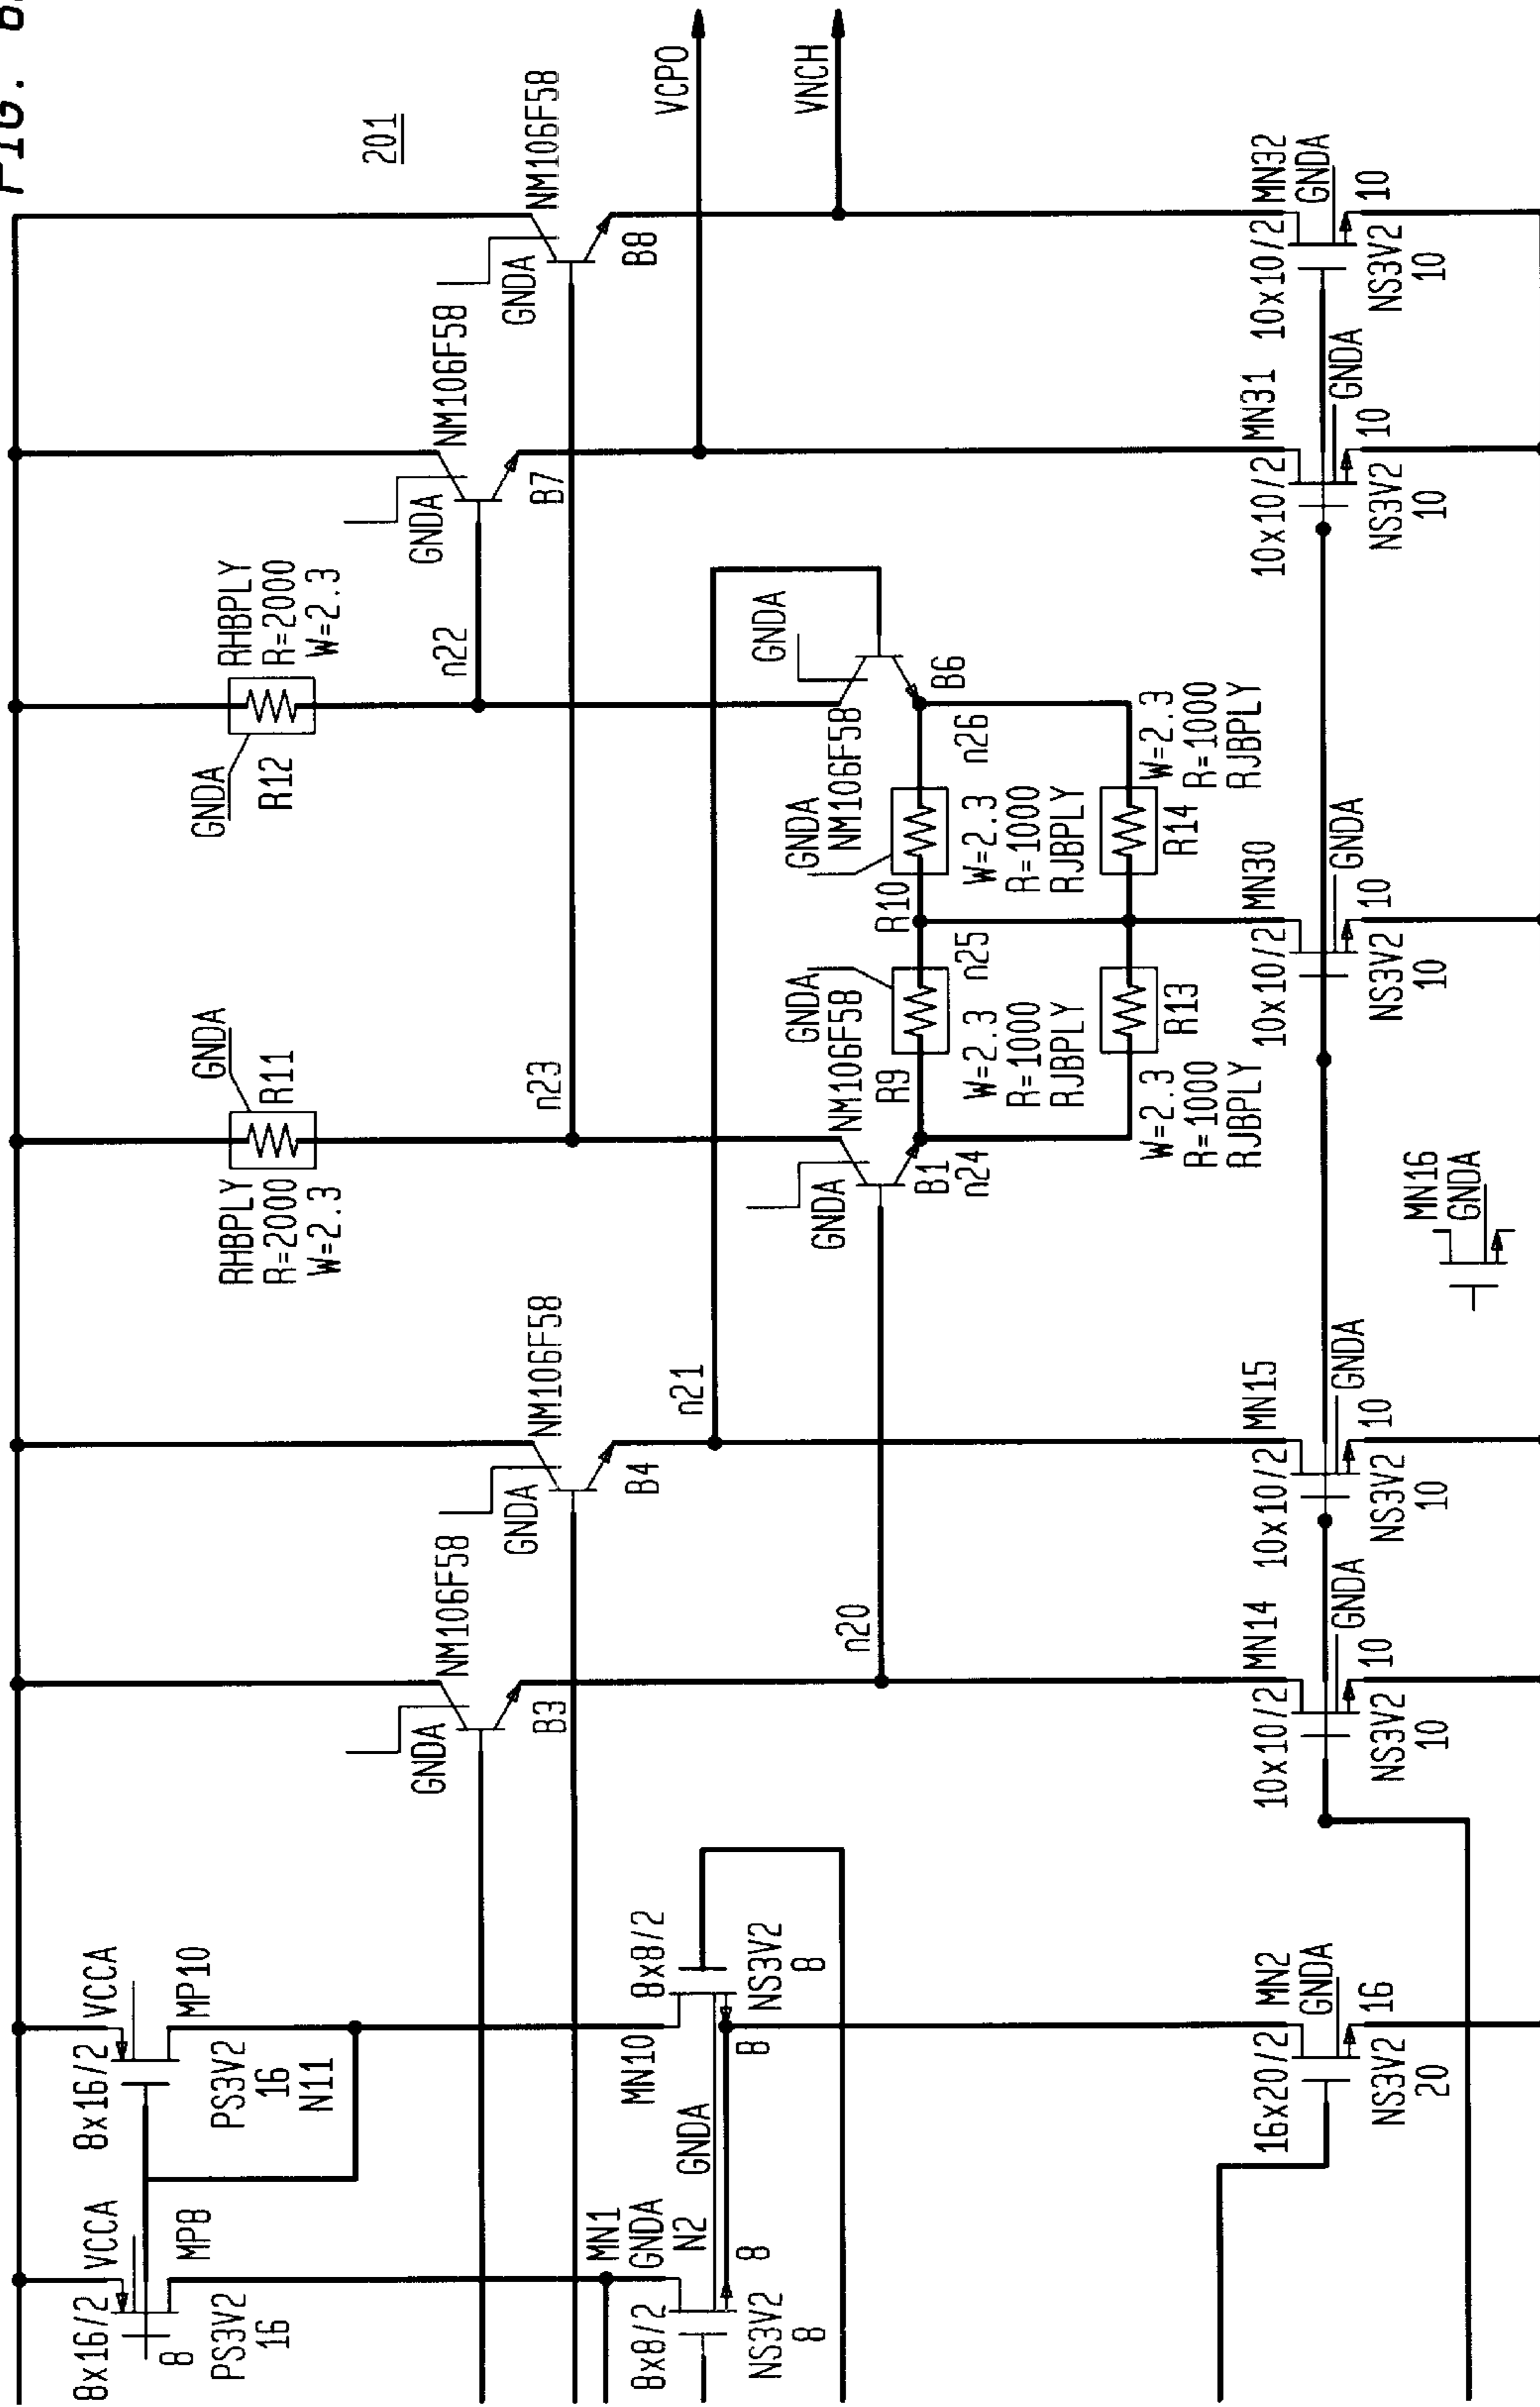 FIG. 8
201
8x16/2
VCCA
MP8
8
PS3V2
16
8x16/2
VCCA
MP10
PS3V2
16
N11
MN1
GNDA
N2
8x8/2
8
NS3V2
8
GNDA
MN10
8x8/2
8
NS3V2
8
16x20/2
MN2
GNDA
16
NS3V2
20
NM106F58
GNDA
B3
n20
NM106F58
GNDA
B4
n21
10x10/2
MN14
GNDA
10
NS3V2
10
10x10/2
MN15
GNDA
10
NS3V2
10
MN16
GNDA
RHBPLY
R=2000
W=2.3
GNDA
R11
n23
RHBPLY
R=2000
W=2.3
GNDA
R12
n22
GNDA
NM106F58
B1
n24
R9
GNDA
W=2.3
R=1000
RJBPLY
n25
R10
GNDA
NM106F58
W=2.3
R=1000
RJBPLY
n26
GNDA
B6
W=2.3
R=1000
RJBPLY
R13
R14
W=2.3
R=1000
RJBPLY
10x10/2
MN30
GNDA
10
NS3V2
10
NM106F58
GNDA
B7
NM106F58
GNDA
B8
VCPO
VNCH
10x10/2
MN31
GNDA
10
NS3V2
10
10x10/2
MN32
GNDA
10
NS3V2
10